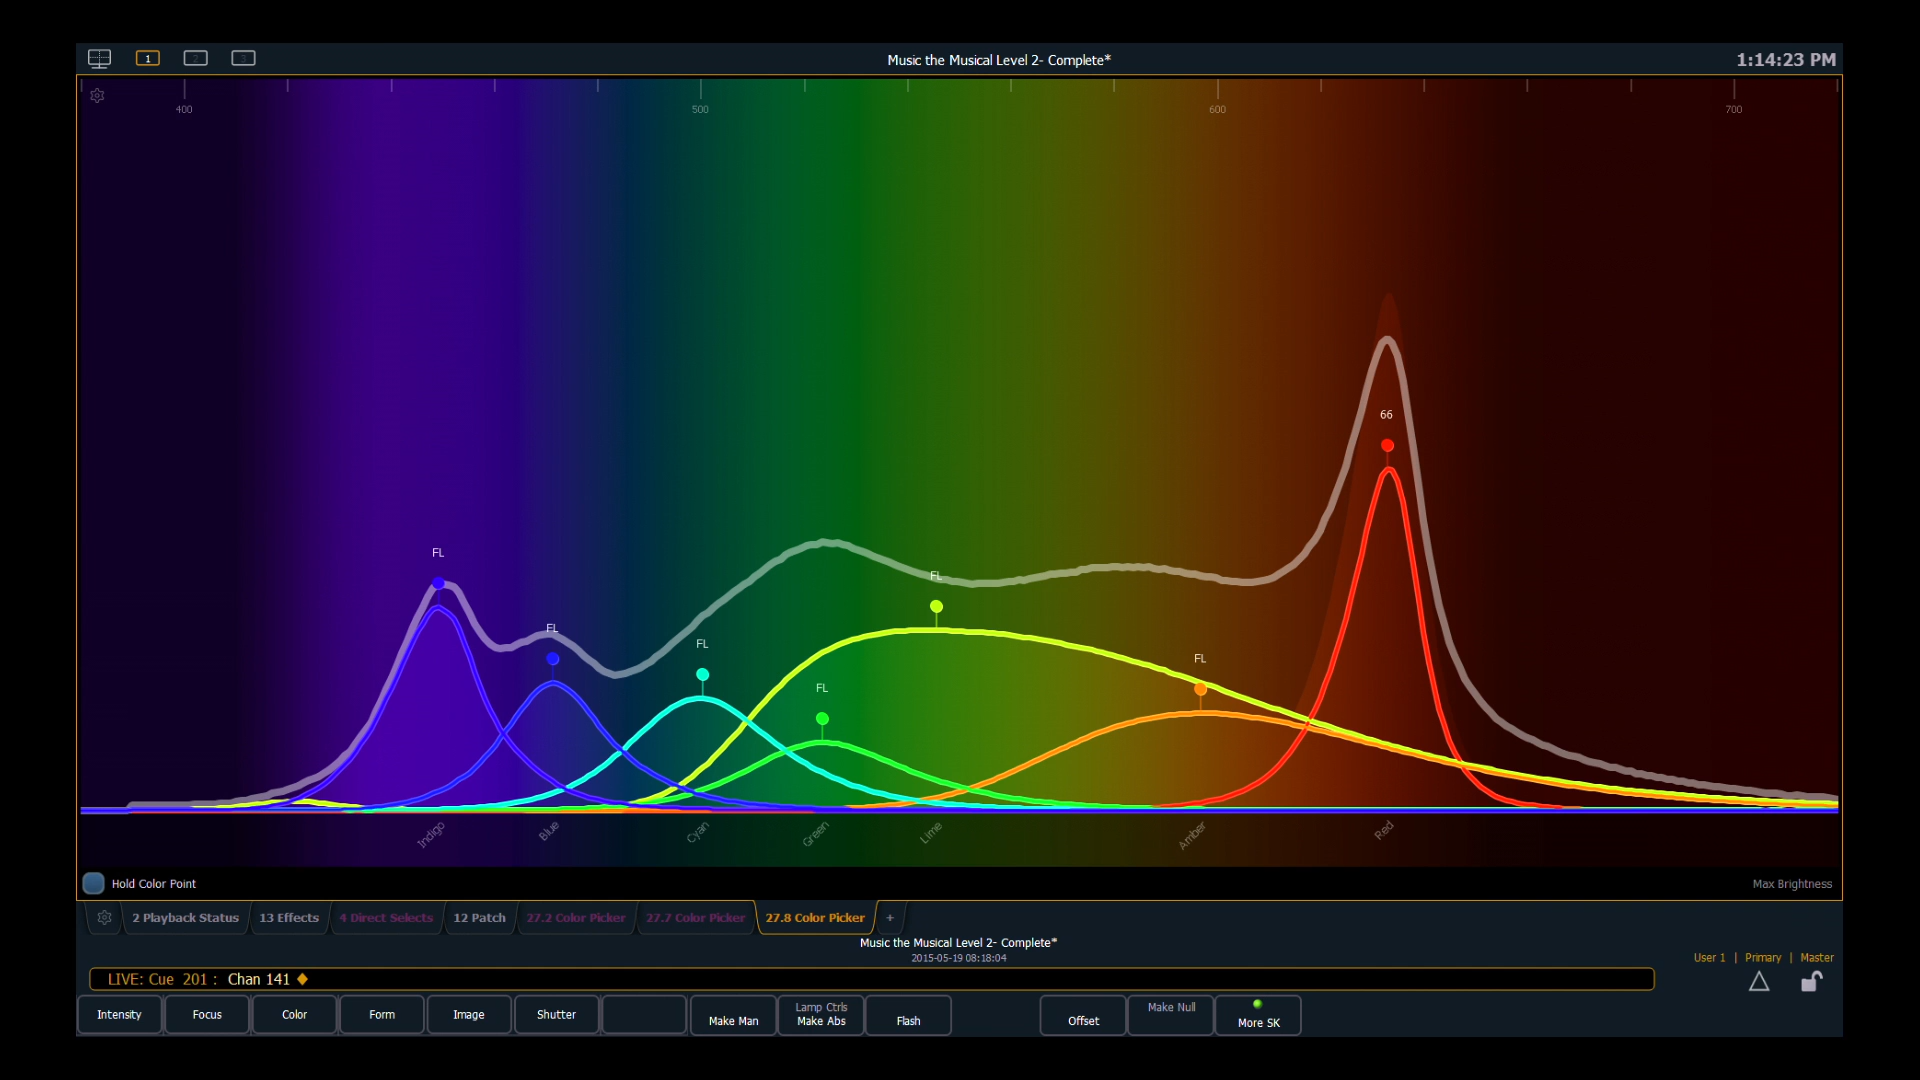 1 2 3 Music the Musical Level 2- Complete* 1:14:23 PM
400 500 600 700
66
FL
FL
FL
FL
FL
FL
Indigo Blue Cyan Green Lime Amber Red
Hold Color Point Max Brightness
2 Playback Status 13 Effects 4 Direct Selects 12 Patch 27.2 Color Picker 27.7 Color Picker 27.8 Color Picker +
Music the Musical Level 2- Complete*
2015-05-19 08:18:04
User 1 | Primary | Master
LIVE: Cue 201 : Chan 141
Intensity Focus Color Form Image Shutter Make Man Lamp Ctrls Make Abs Flash Offset Make Null More SK